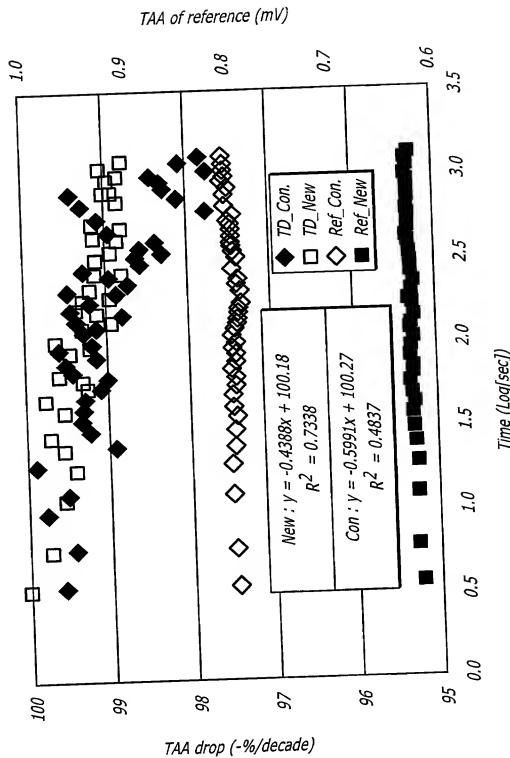 TAA of reference (mV)
1.0
0.9
0.8
0.7
0.6
TD_Con.
TD_New
Ref_Con.
Ref_New
New : y = -0.4388x + 100.18
R² = 0.7338
Con : y = -0.5991x + 100.27
R² = 0.4837
100
99
98
97
96
95
TAA drop (-%/decade)
0.0
0.5
1.0
1.5
2.0
2.5
3.0
3.5
Time (Log[sec])